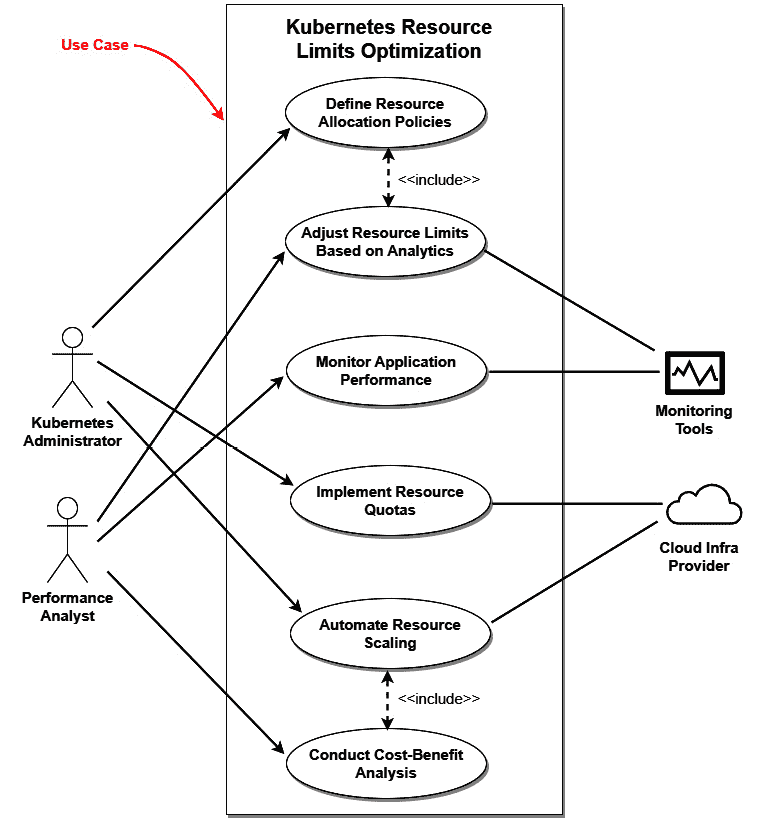 Kubernetes Resource
Limits Optimization
Use Case
Define Resource
Allocation Policies
<<include>>
Adjust Resource Limits
Based on Analytics
Monitor Application
Performance
Monitoring
Tools
Kubernetes
Administrator
Implement Resource
Quotas
Cloud Infra
Provider
Performance
Analyst
Automate Resource
Scaling
<<include>>
Conduct Cost-Benefit
Analysis